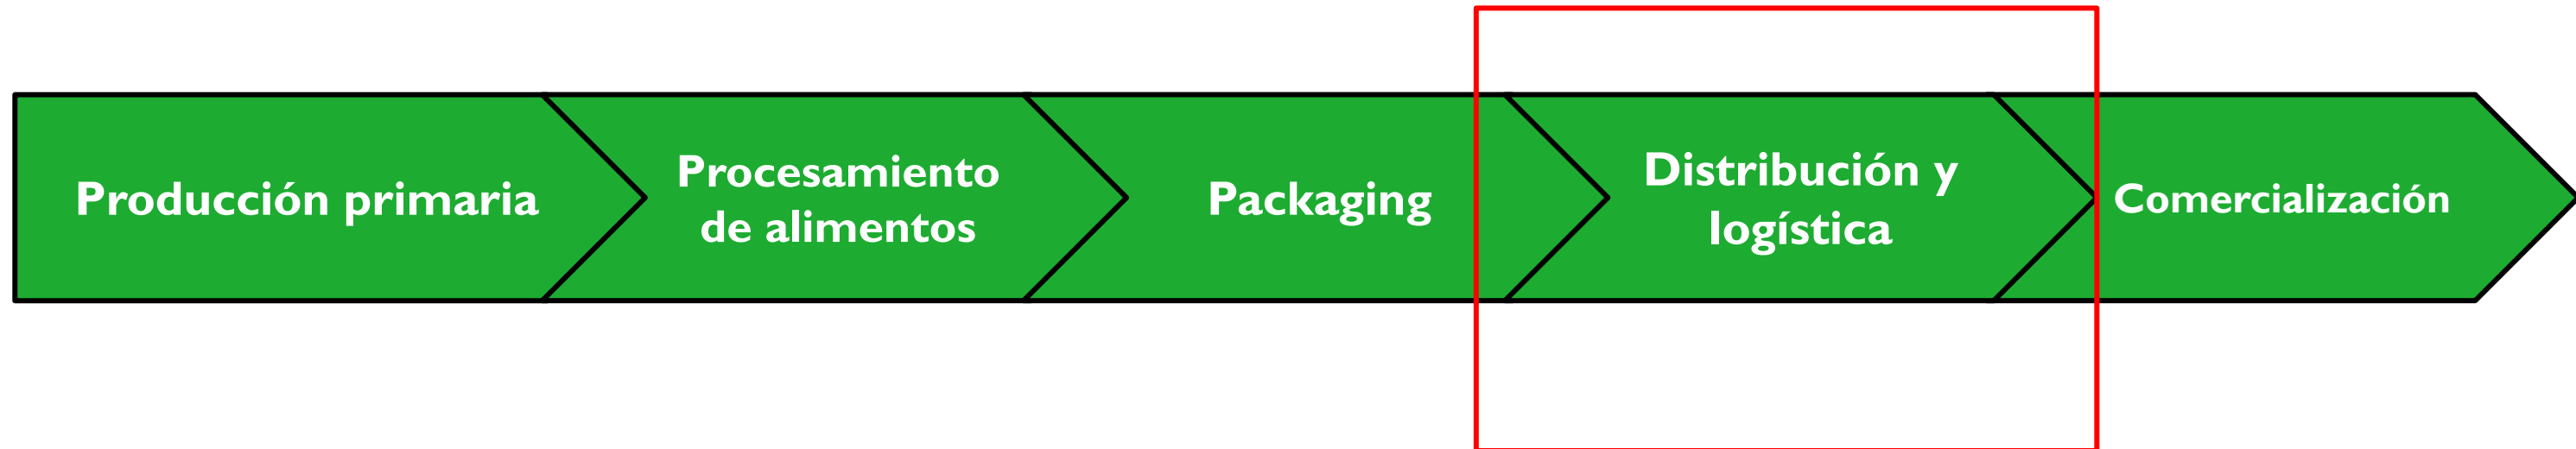 Producción primaria
Procesamiento
de alimentos
Packaging
Distribución y
logística
Comercialización